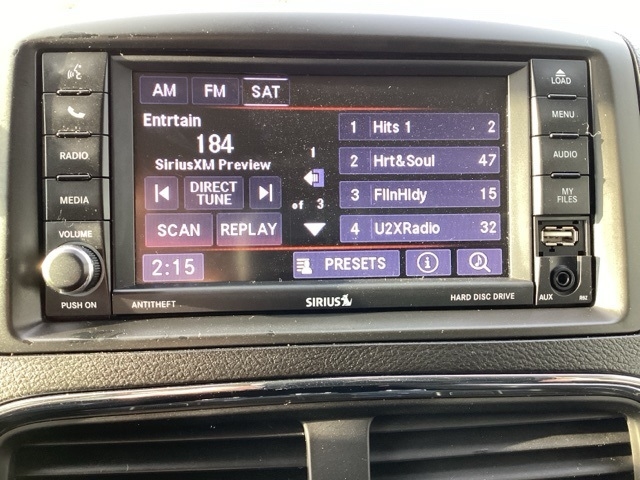 LOAD
AM FM SAT
MENU
RADIO
AUDIO
MEDIA
MY
FILES
Entrtain
184
SiriusXM Preview
DIRECT
TUNE
SCAN REPLAY
1
of 3
1 Hits 1 2
2 Hrt&Soul 47
3 FlinHldy 15
4 U2XRadio 32
2:15
PRESETS
i
VOLUME
PUSH ON
ANTITHEFT
SIRIUS
HARD DISC DRIVE
AUX